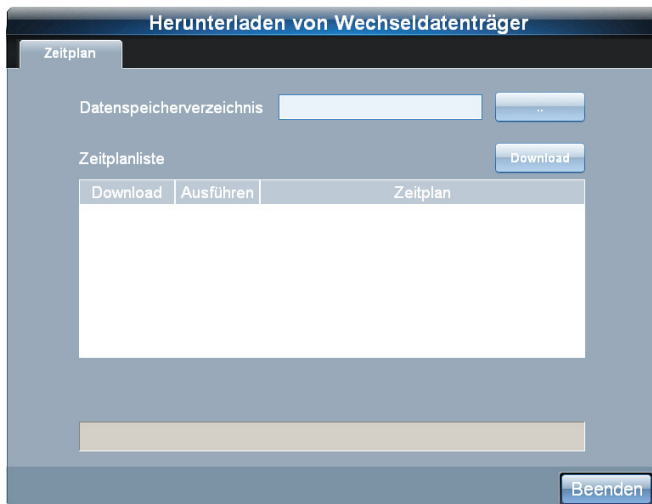 Herunterladen von Wechseldatenträger
Zeitplan
Datenspeicherverzeichnis ..
Zeitplanliste Download
Download Ausführen Zeitplan
Beenden